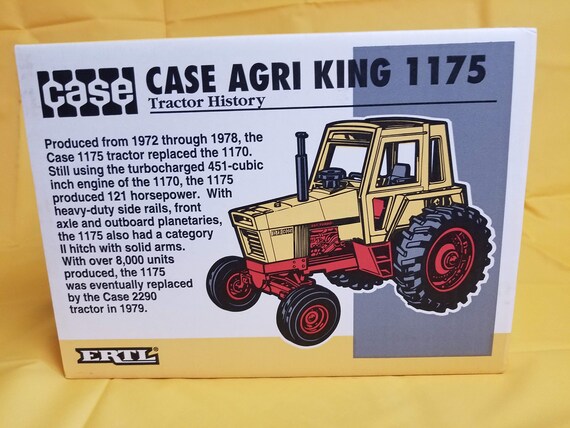 case
CASE AGRI KING 1175
Tractor History
Produced from 1972 through 1978, the
Case 1175 tractor replaced the 1170.
Still using the turbocharged 451-cubic
inch engine of the 1170, the 1175
produced 121 horsepower. With
heavy-duty side rails, front
axle and outboard planetaries,
the 1175 also had a category
II hitch with solid arms.
With over 8,000 units
produced, the 1175
was eventually replaced
by the Case 2290
tractor in 1979.
ERTL